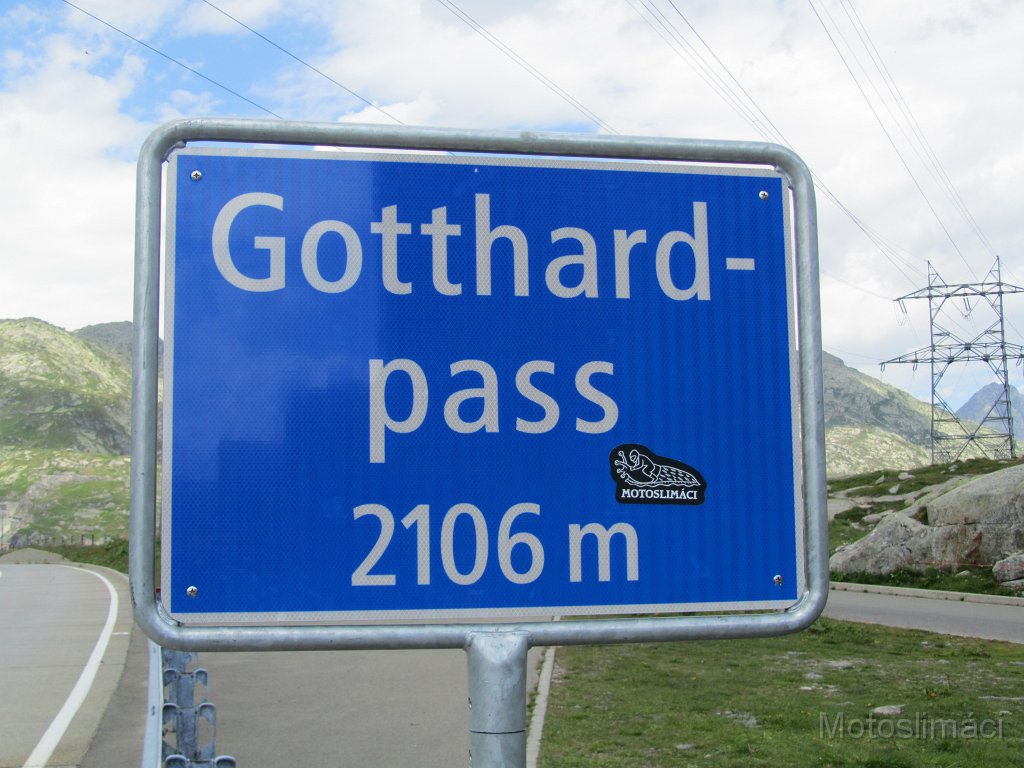 Gotthard-
pass
MOTOSLIMÁCI
2106 m
Motoslimáci